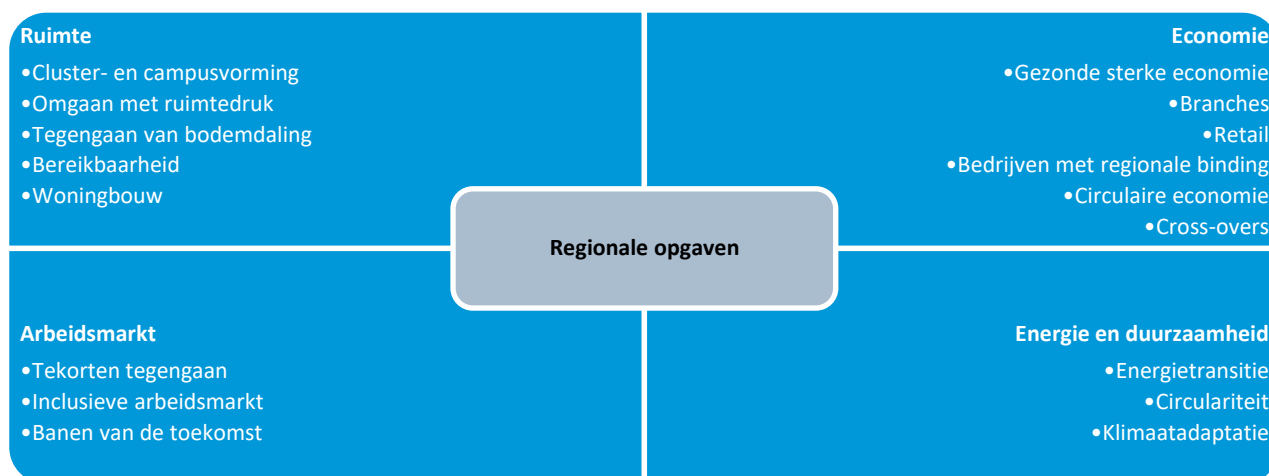 Ruimte
•Cluster- en campusvorming
•Omgaan met ruimtedruk
•Tegengaan van bodemdaling
•Bereikbaarheid
•Woningbouw
Economie
•Gezonde sterke economie
•Branches
•Retail
•Bedrijven met regionale binding
•Circulaire economie
•Cross-overs
Regionale opgaven
Arbeidsmarkt
•Tekorten tegengaan
•Inclusieve arbeidsmarkt
•Banen van de toekomst
Energie en duurzaamheid
•Energietransitie
•Circulariteit
•Klimaatadaptatie